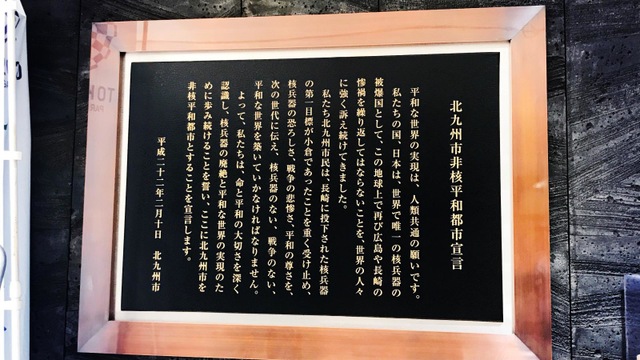 北九州市非核平和都市宣言
平和な世界の実現は、人類共通の願いです。
私たちの国、日本は、世界で唯一の核兵器の
被爆国として、この地球上で再び広島や長崎の
惨禍を繰り返してはならないことを、世界の人々
に強く訴え続けてきました。
私たち北九州市民は、長崎に投下された核兵器
の第一目標が小倉であったことを重く受け止め、
核兵器の恐ろしさ、戦争の悲惨さ、平和の尊さを、
次の世代に伝え、核兵器のない、戦争のない、
平和な世界を築いていかなければなりません。
よって、私たちは、命と平和の大切さを深く
認識し、核兵器の廃絶と平和な世界の実現のた
めに歩み続けることを誓い、ここに北九州市を
非核平和都市とすることを宣言します。
平成二十二年二月十日　北九州市